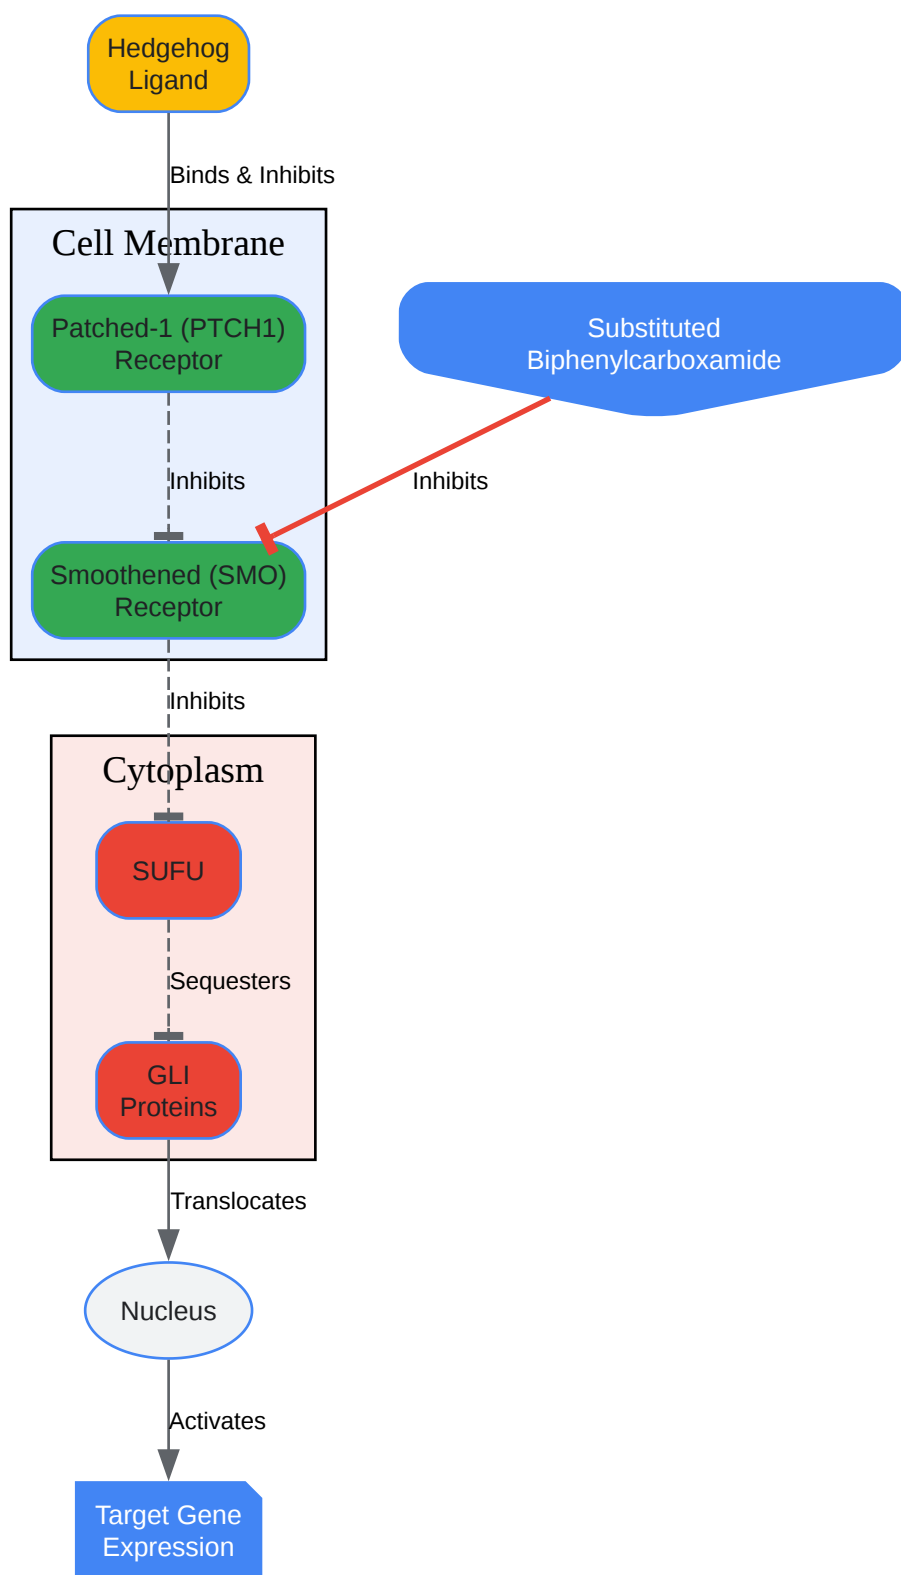 Hedgehog
Ligand
Binds & Inhibits
Cell Membrane
Patched-1 (PTCH1)
Receptor
Substituted
Biphenylcarboxamide
Inhibits
Inhibits
Smoothened (SMO)
Receptor
Inhibits
Cytoplasm
SUFU
Sequesters
GLI
Proteins
Translocates
Nucleus
Activates
Target Gene
Expression